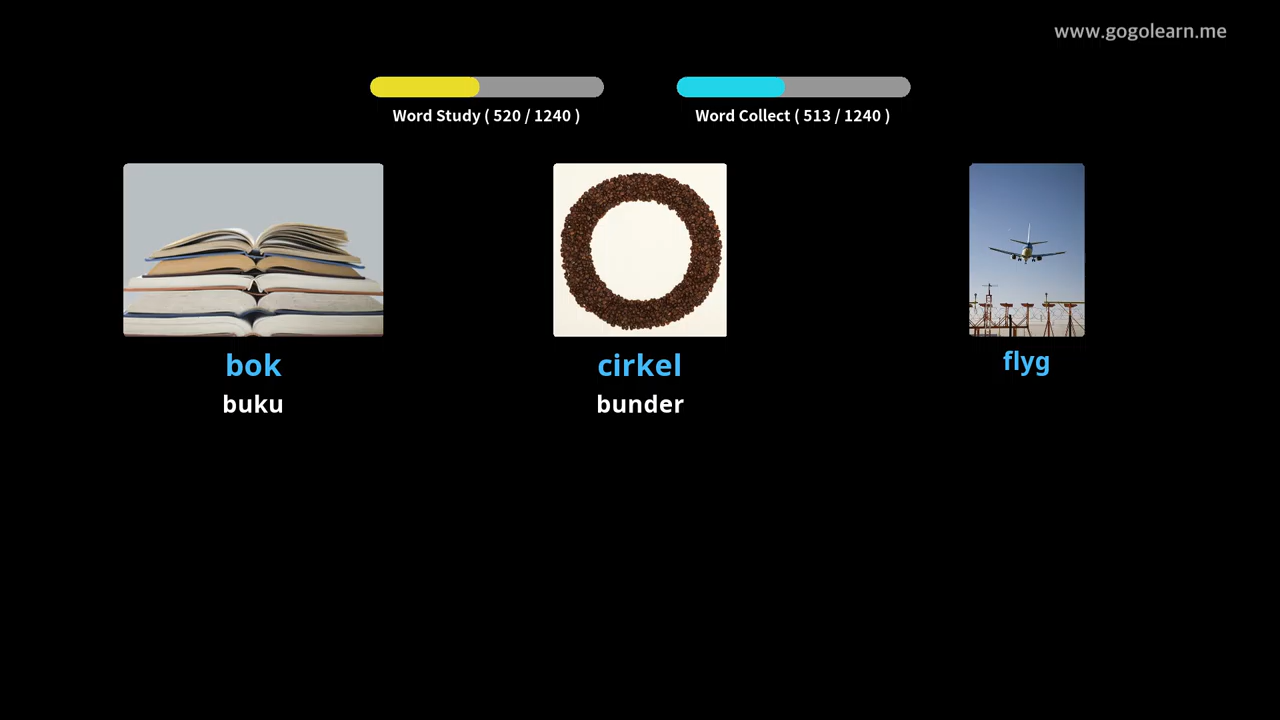 www.gogolearn.me
Word Study ( 520 / 1240 )
Word Collect ( 513 / 1240 )
bok
cirkel
flyg
buku
bunder